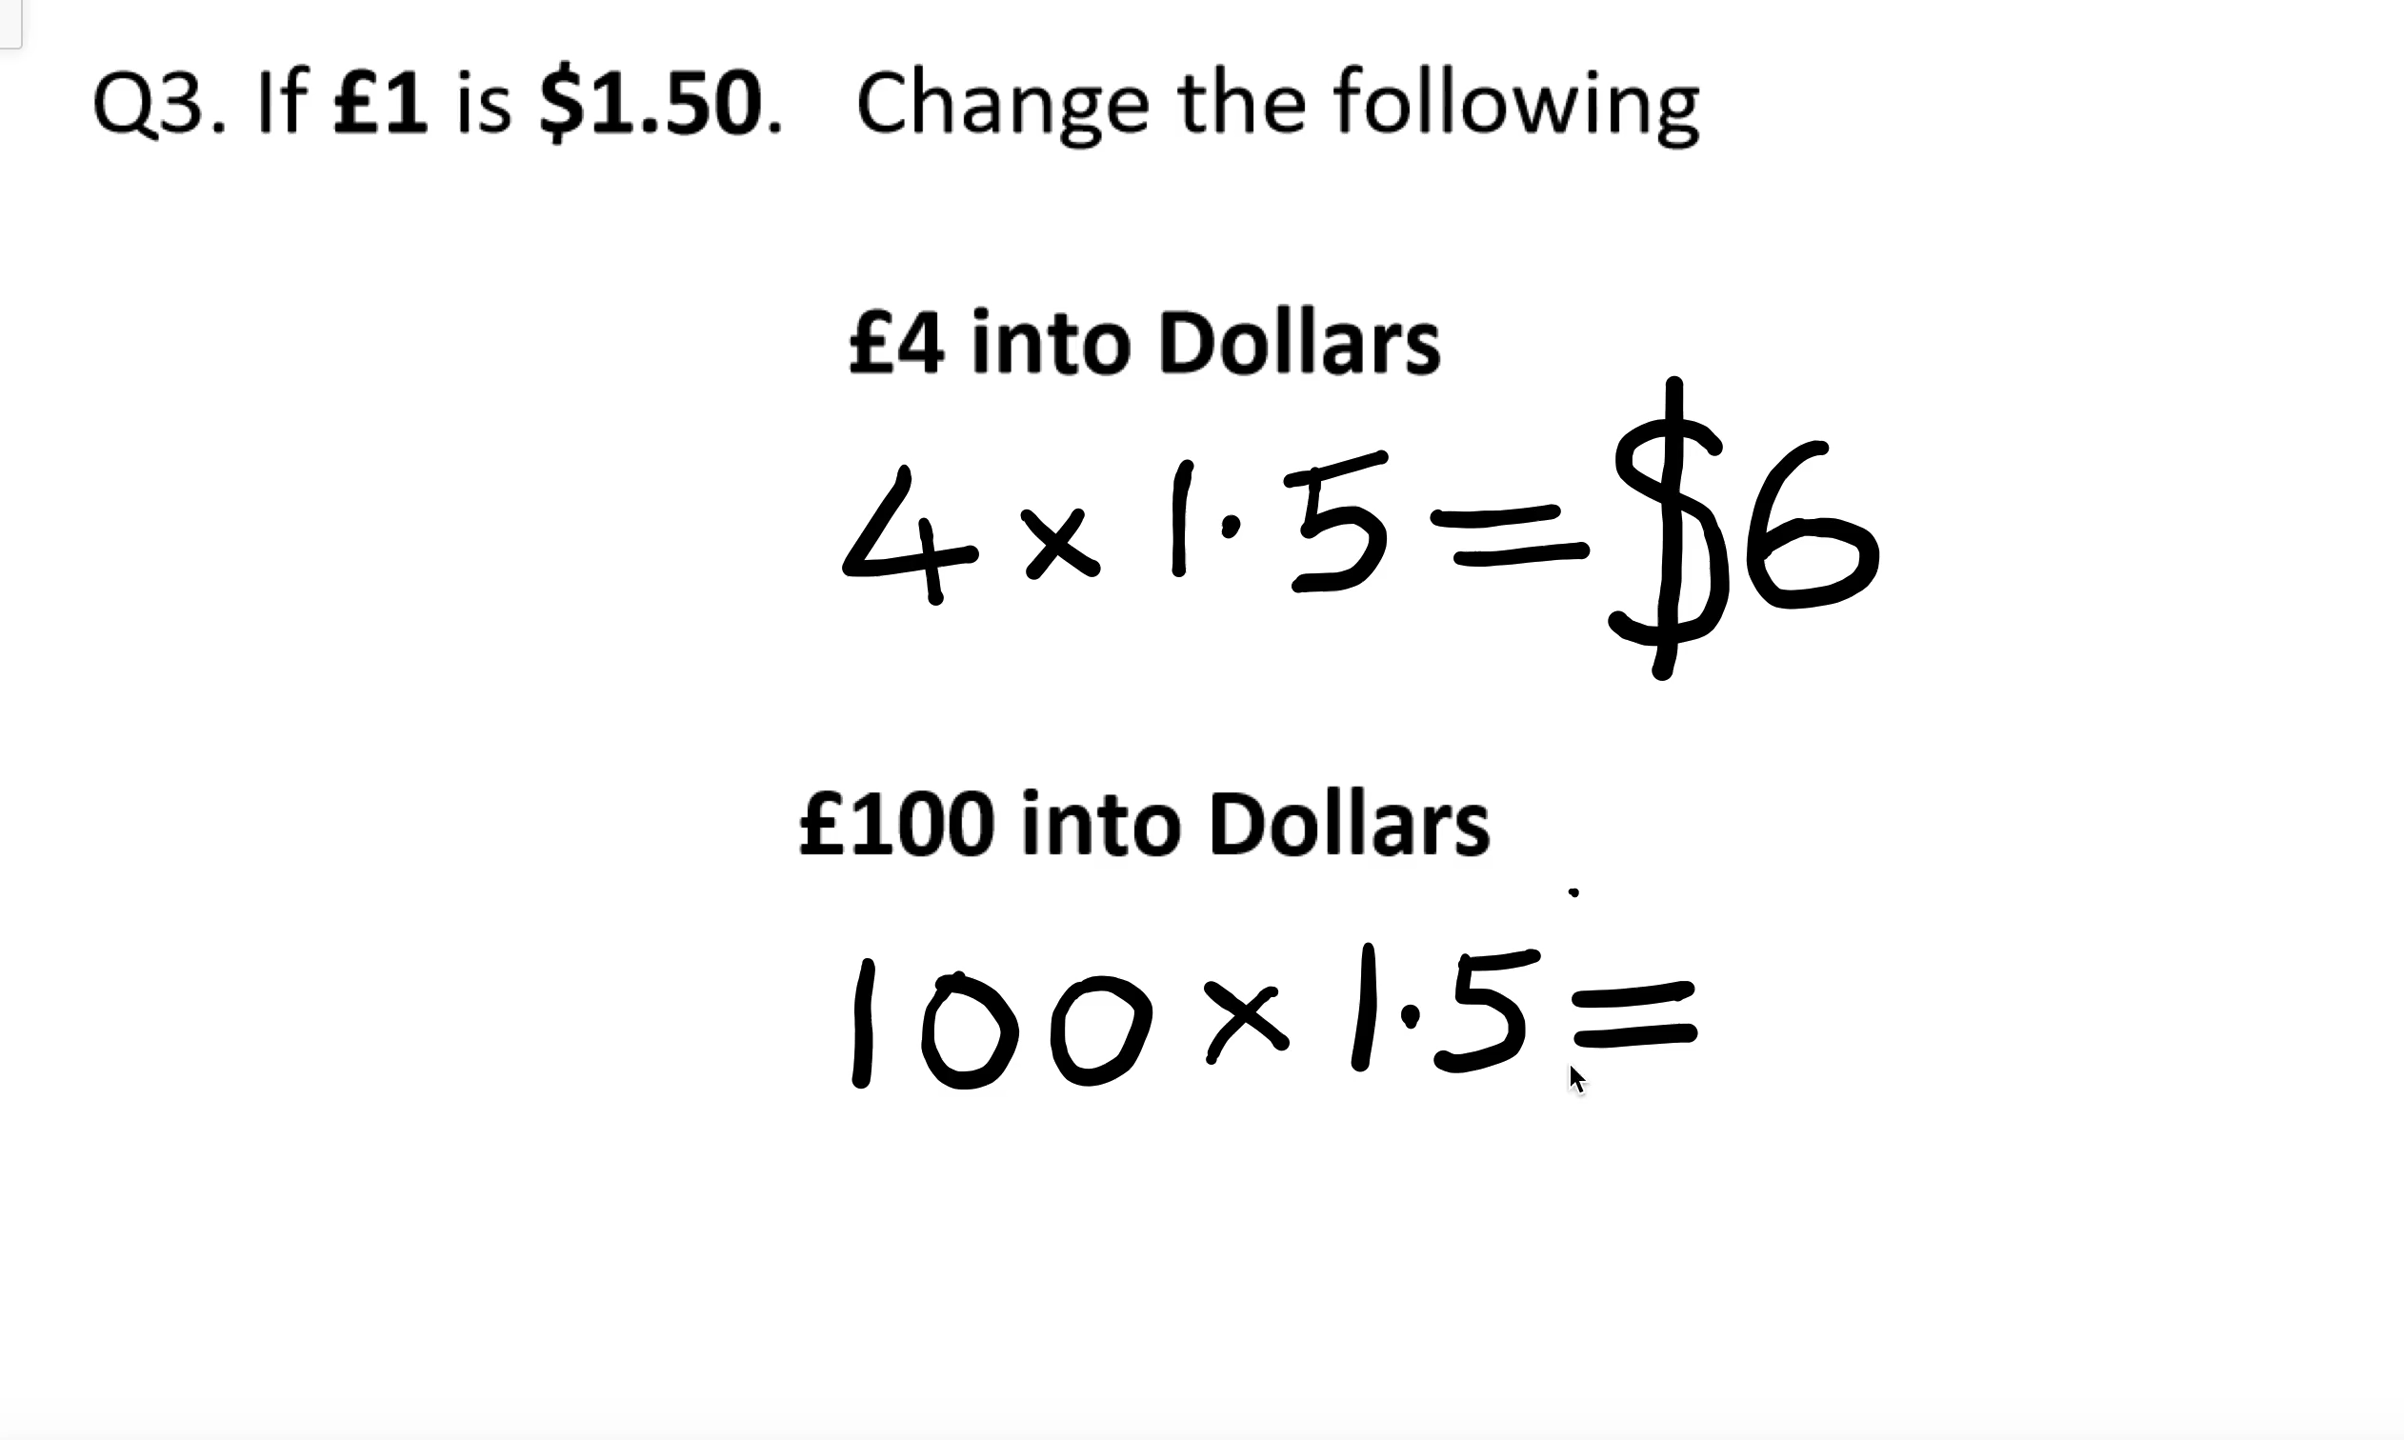 Q3. If £1 is $1.50. Change the following
£4 into Dollars
4 × 1·5 = $6
£100 into Dollars
100 × 1·5 =